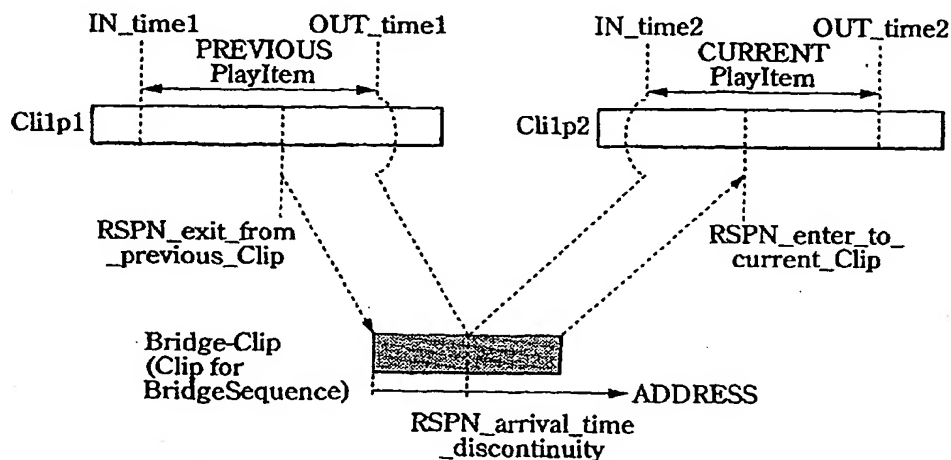 IN_time1
OUT_time1
IN_time2
OUT_time2
PREVIOUS
PlayItem
CURRENT
PlayItem
Cli1p1
Cli1p2
RSPN_exit_from
_previous_Clip
RSPN_enter_to_
current_Clip
Bridge-Clip
(Clip for
BridgeSequence)
ADDRESS
RSPN_arrival_time
_discontinuity